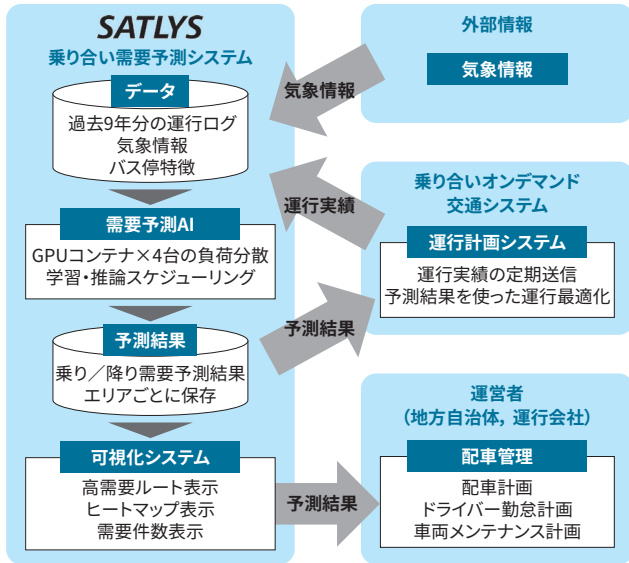 SATLYS
乗り合い需要予測システム
データ
過去9年分の運行ログ
気象情報
バス停特徴
需要予測AI
GPUコンテナ×4台の負荷分散
学習・推論スケジューリング
予測結果
乗り／降り需要予測結果
エリアごとに保存
可視化システム
高需要ルート表示
ヒートマップ表示
需要件数表示
気象情報
運行実績
予測結果
予測結果
外部情報
気象情報
乗り合いオンデマンド
交通システム
運行計画システム
運行実績の定期送信
予測結果を使った運行最適化
運営者
（地方自治体，運行会社）
配車管理
配車計画
ドライバー勤怠計画
車両メンテナンス計画